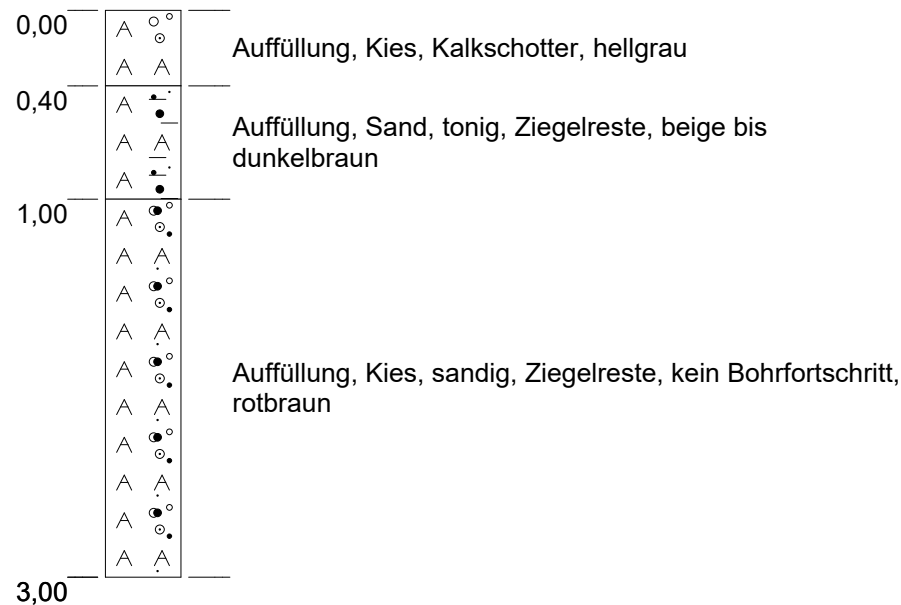 0,00
Auffüllung, Kies, Kalkschotter, hellgrau
0,40
Auffüllung, Sand, tonig, Ziegelreste, beige bis
dunkelbraun
1,00
Auffüllung, Kies, sandig, Ziegelreste, kein Bohrfortschritt,
rotbraun
3,00